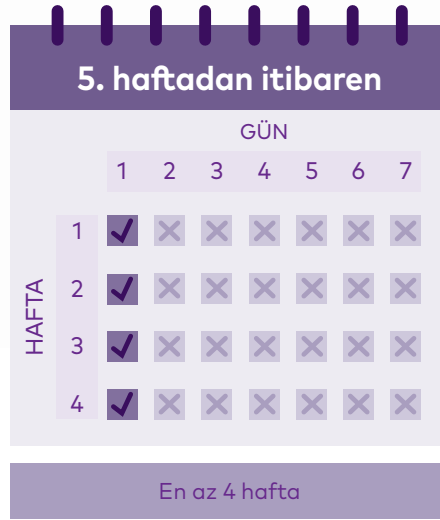 5. haftadan itibaren
GÜN
1 2 3 4 5 6 7
HAFTA
1
2
3
4
En az 4 hafta